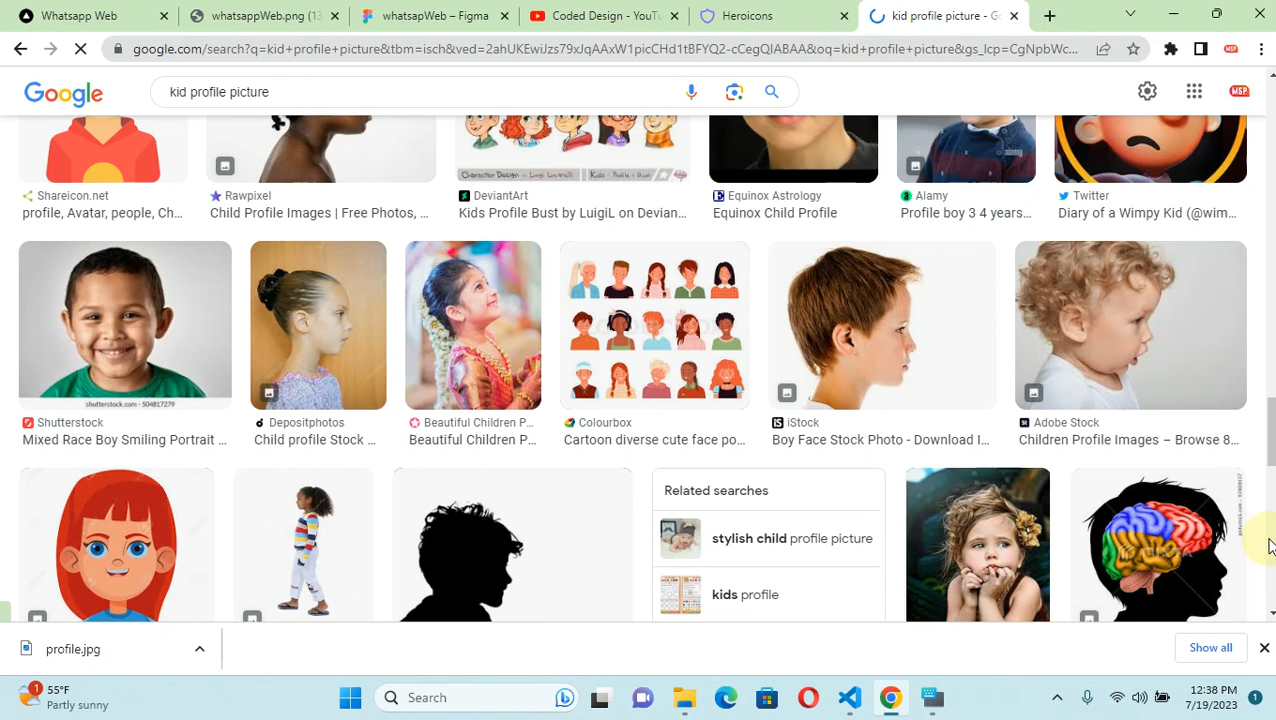 Whatsapp Web
whatsappWeb.png (13
whatsapWeb – Figma
Coded Design - YouTu
Heroicons
kid profile picture - Go
google.com/search?q=kid+profile+picture&tbm=isch&ved=2ahUKEwiJzs79xJqAAxW1picCHd1tBFYQ2-cCegQIABAA&oq=kid+profile+picture&gs_lcp=CgNpbWc...
Google
kid profile picture
MSP
Shareicon.net
Rawpixel
DeviantArt
Equinox Astrology
Alamy
Twitter
profile, Avatar, people, Ch...
Child Profile Images | Free Photos, ...
Kids Profile Bust by LuigiL on Devian...
Equinox Child Profile
Profile boy 3 4 years...
Diary of a Wimpy Kid (@wim...
shutterstock.com · 504817279
Shutterstock
Depositphotos
Beautiful Children P...
Colourbox
iStock
Adobe Stock
Mixed Race Boy Smiling Portrait ...
Child profile Stock ...
Beautiful Children P...
Cartoon diverse cute face po...
Boy Face Stock Photo - Download I...
Children Profile Images – Browse 8...
Related searches
stylish child profile picture
kids profile
profile.jpg
Show all
1
55°F
Partly sunny
Search
12:38 PM
7/19/2023
1